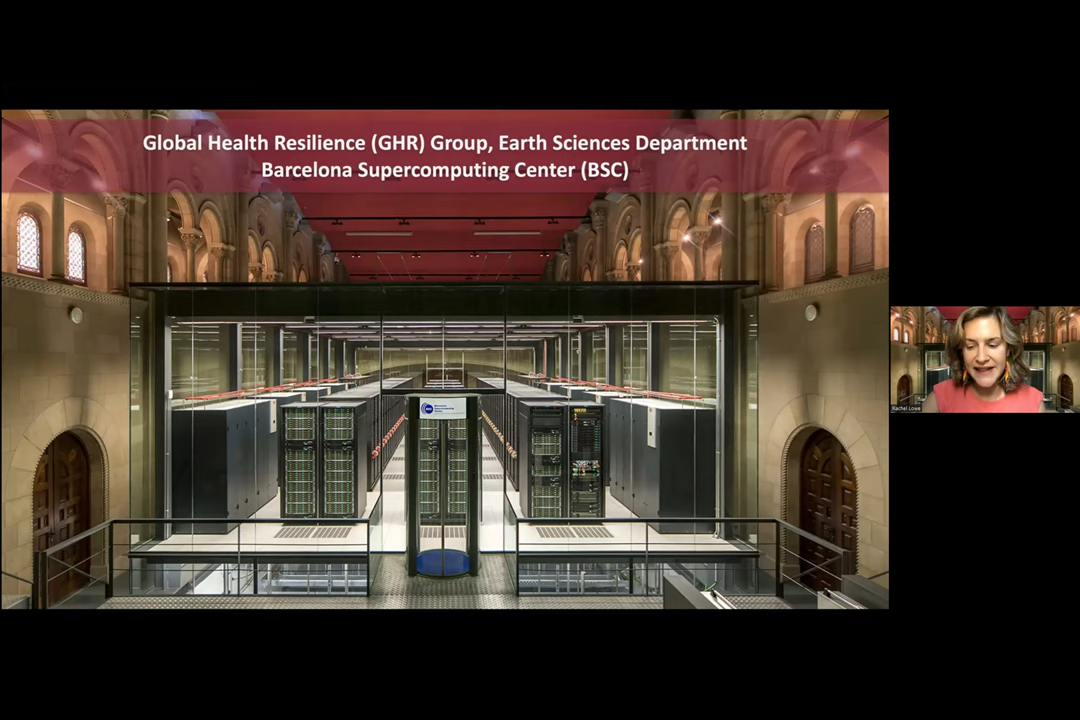 Global Health Resilience (GHR) Group, Earth Sciences Department
Barcelona Supercomputing Center (BSC)
Rachel Lowe